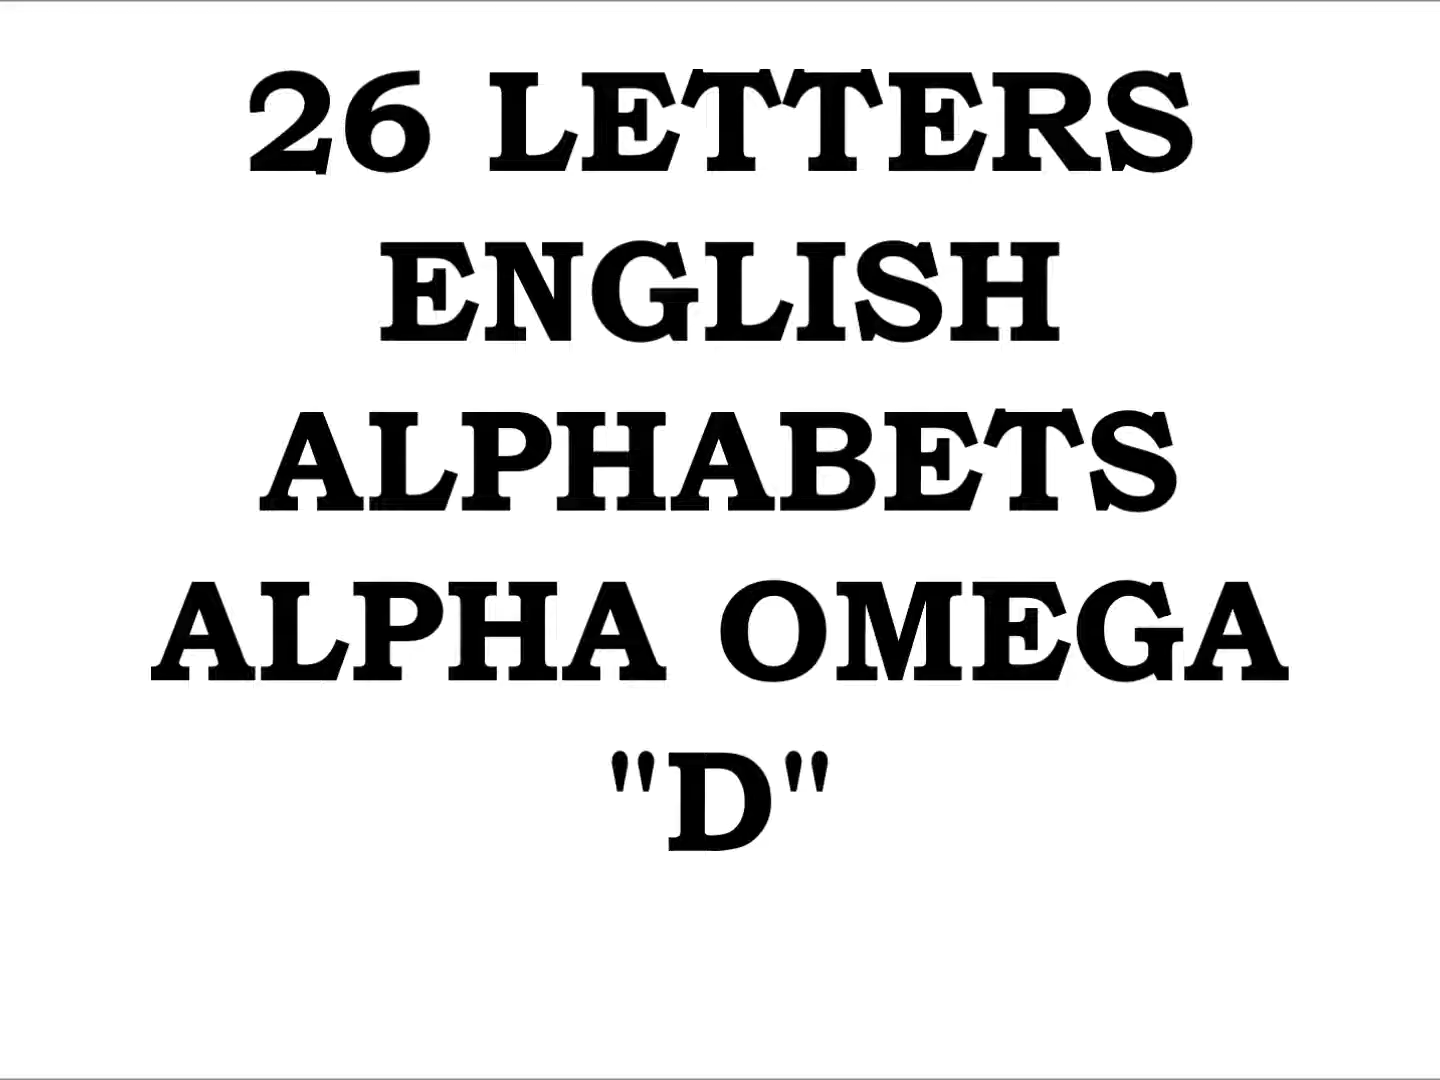 26 LETTERS
ENGLISH
ALPHABETS
ALPHA OMEGA
"D"